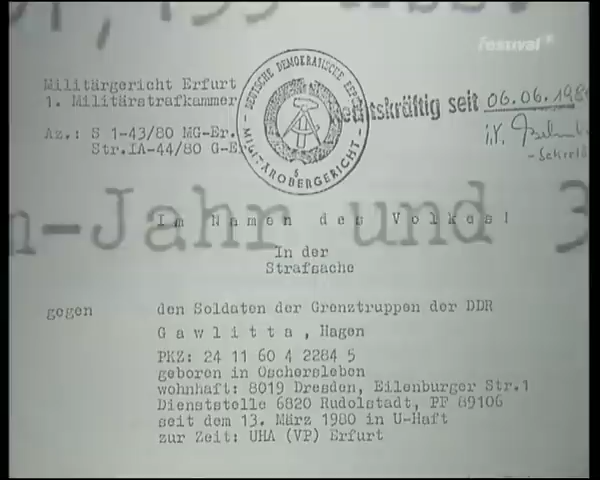 Festival
Militärgericht Erfurt
1. Militärstrafkammer
Az.: S 1-43/80 MG-Er.
Str.IA-44/80 G-Er
DEUTSCHE DEMOKRATISCHE REP
MILITÄROBERGERICHT
Rechtskräftig seit 06.06.198
i.V.
-Sekretä
n-Jahr und 3
Im Namen des Volkes!
In der
Strafsache
gegen den Soldaten der Grenztruppen der DDR
Gawlitta, Hagen
PKZ: 24 11 60 4 2284 5
geboren in Oschersleben
wohnhaft: 8019 Dresden, Eilenburger Str.1
Dienststelle 6820 Rudolstadt, PF 89106
seit dem 13. März 1980 in U-Haft
zur Zeit: UHA (VP) Erfurt